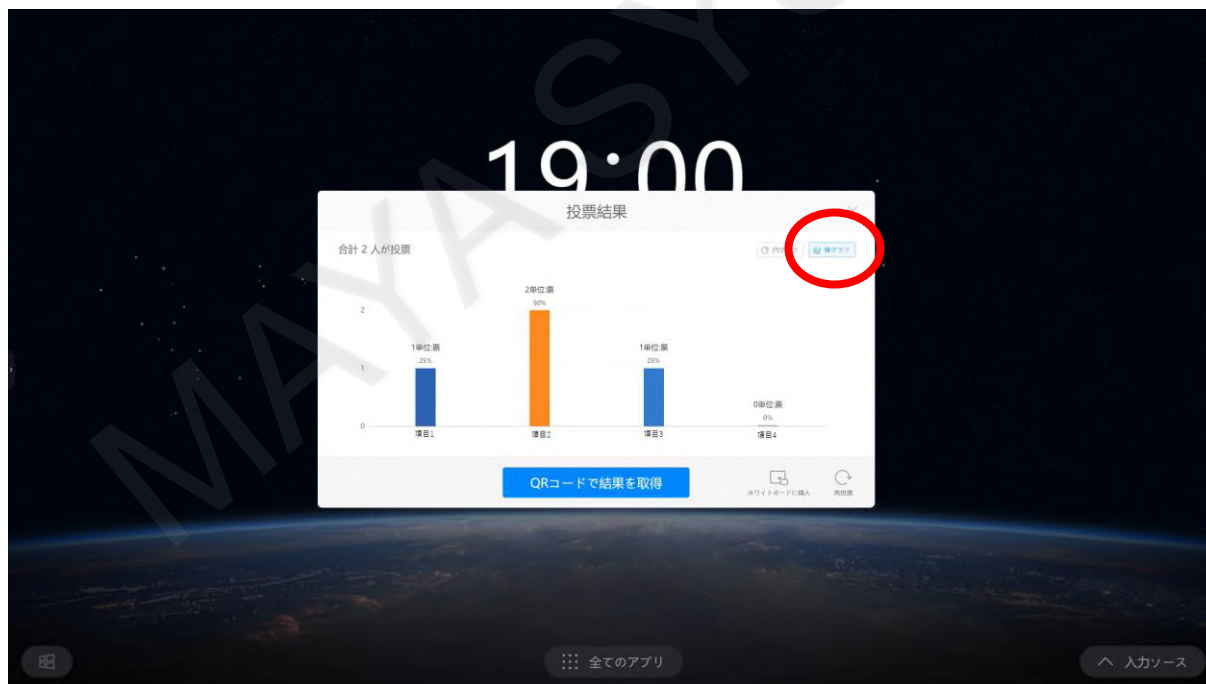 19:00
投票結果
合計 2 人が投票
棒グラフ
2単位:票
50%
2
1単位:票
25%
1単位:票
25%
1
0単位:票
0%
0
項目1
項目2
項目3
項目4
QRコードで結果を取得
ホワイトボードに挿入
再投票
全てのアプリ
入力ソース